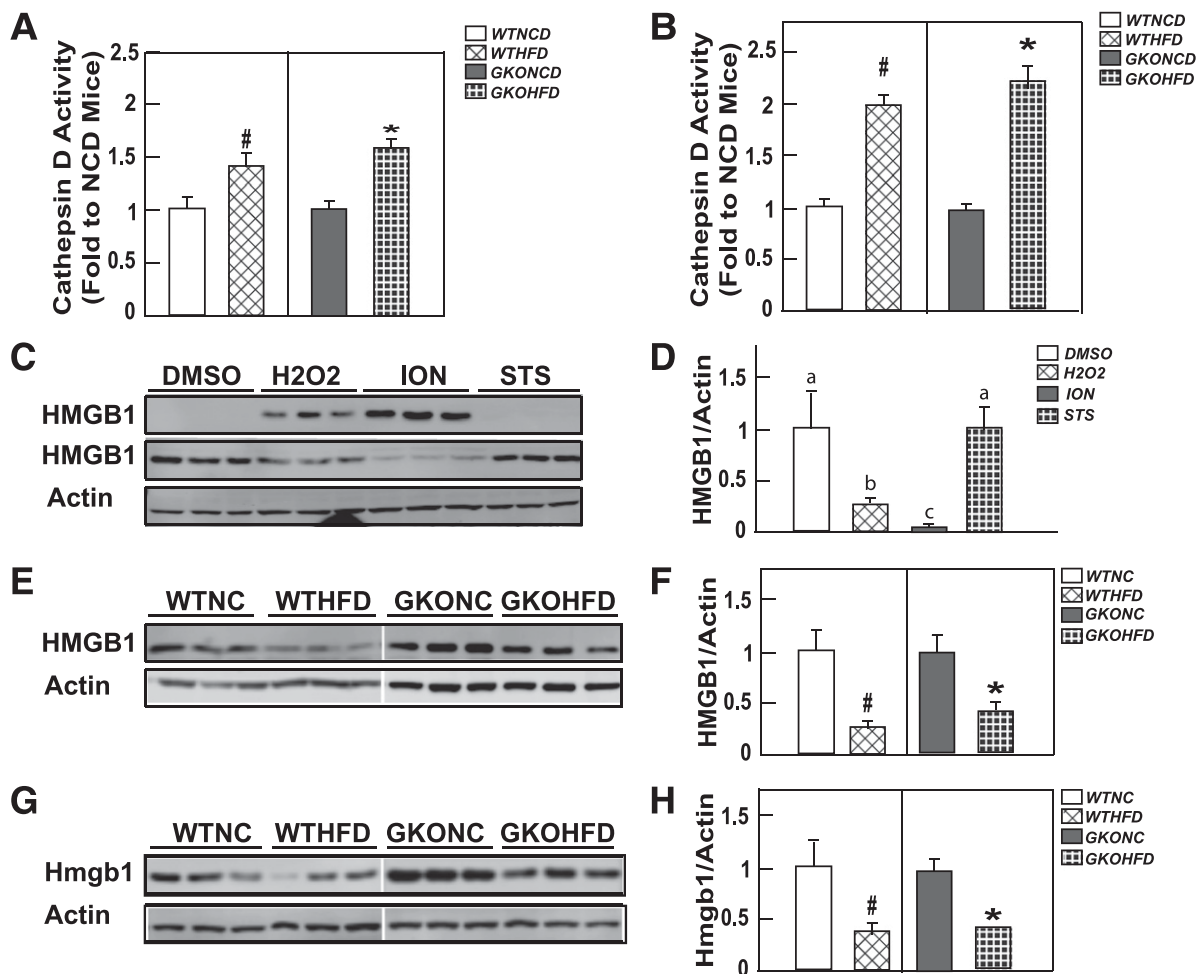 A
Cathepsin D Activity
(Fold to NCD Mice)
2.5
2
1.5
1
0.5
0
#
*
WTNCD
WTHFD
GKONCD
GKOHFD
B
Cathepsin D Activity
(Fold to NCD Mice)
2.5
2
1.5
1
0.5
0
#
*
WTNCD
WTHFD
GKONCD
GKOHFD
C
DMSO H2O2 ION STS
HMGB1
HMGB1
Actin
D
HMGB1/Actin
1.5
1
0.5
0
a
b
c
a
DMSO
H2O2
ION
STS
E
WTNC WTHFD GKONC GKOHFD
HMGB1
Actin
F
HMGB1/Actin
1.5
1
0.5
0
#
*
WTNC
WTHFD
GKONC
GKOHFD
G
WTNC WTHFD GKONC GKOHFD
Hmgb1
Actin
H
Hmgb1/Actin
1.5
1
0.5
0
#
*
WTNC
WTHFD
GKONC
GKOHFD